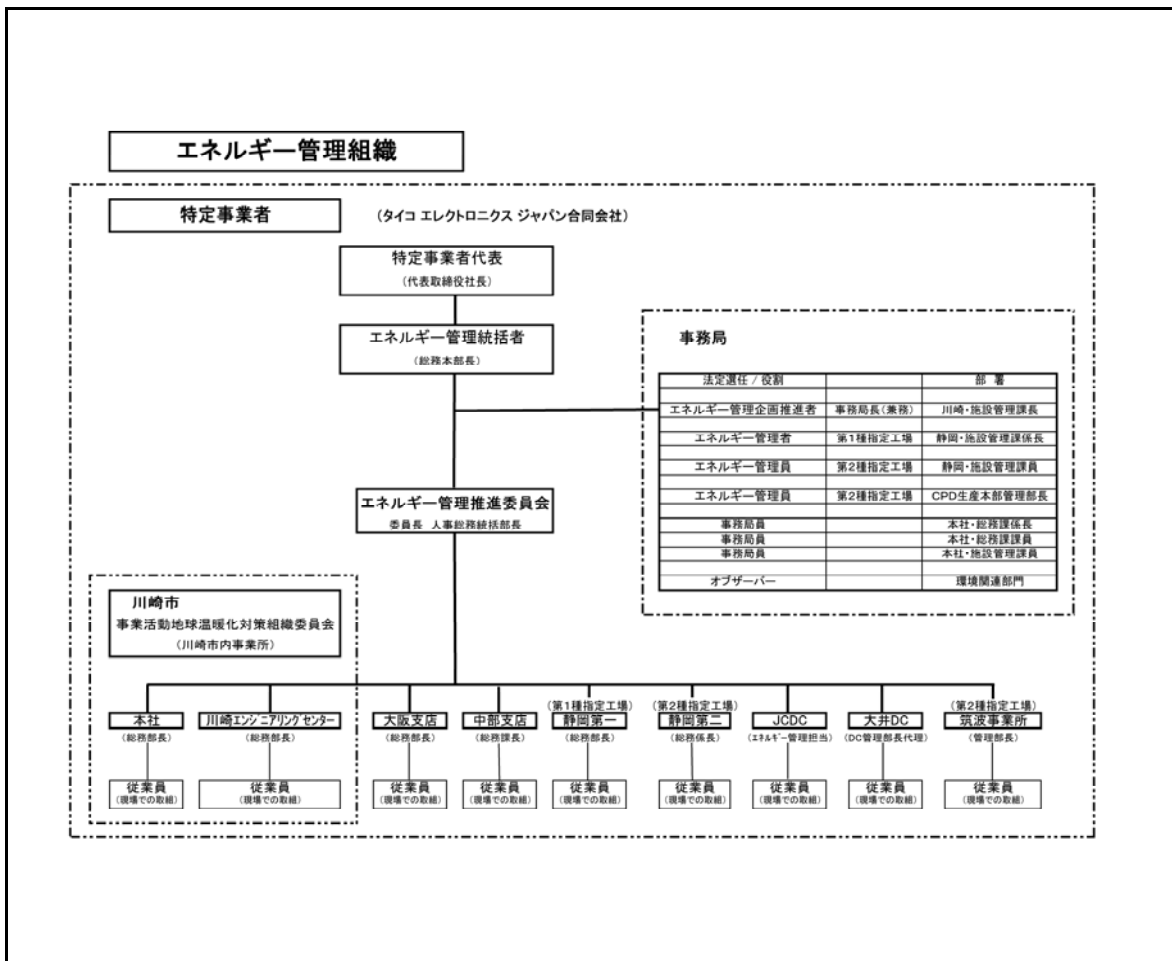 エネルギー管理組織
特定事業者 (タイコ エレクトロニクス ジャパン合同会社)
特定事業者代表
(代表取締役社長)
エネルギー管理統括者
(総務本部長)
事務局
法定選任 / 役割 部 署
エネルギー管理企画推進者 事務局長(兼務) 川崎・施設管理課長
エネルギー管理者 第1種指定工場 静岡・施設管理課係長
エネルギー管理員 第2種指定工場 静岡・施設管理課員
エネルギー管理員 第2種指定工場 CPD生産本部管理部長
事務局員 本社・総務課係長
事務局員 本社・総務課課員
事務局員 本社・施設管理課員
オブザーバー 環境関連部門
エネルギー管理推進委員会
委員長 人事総務統括部長
川崎市
事業活動地球温暖化対策組織委員会
(川崎市内事業所)
(第1種指定工場) (第2種指定工場) (第2種指定工場)
本社 川崎エンジニアリングセンター 大阪支店 中部支店 静岡第一 静岡第二 JCDC 大井DC 筑波事業所
(総務部長) (総務部長) (総務部長) (総務課長) (総務部長) (総務係長) (エネルギー管理担当) (DC管理部長代理) (管理部長)
従業員 従業員 従業員 従業員 従業員 従業員 従業員 従業員 従業員
(現場での取組) (現場での取組) (現場での取組) (現場での取組) (現場での取組) (現場での取組) (現場での取組) (現場での取組) (現場での取組)